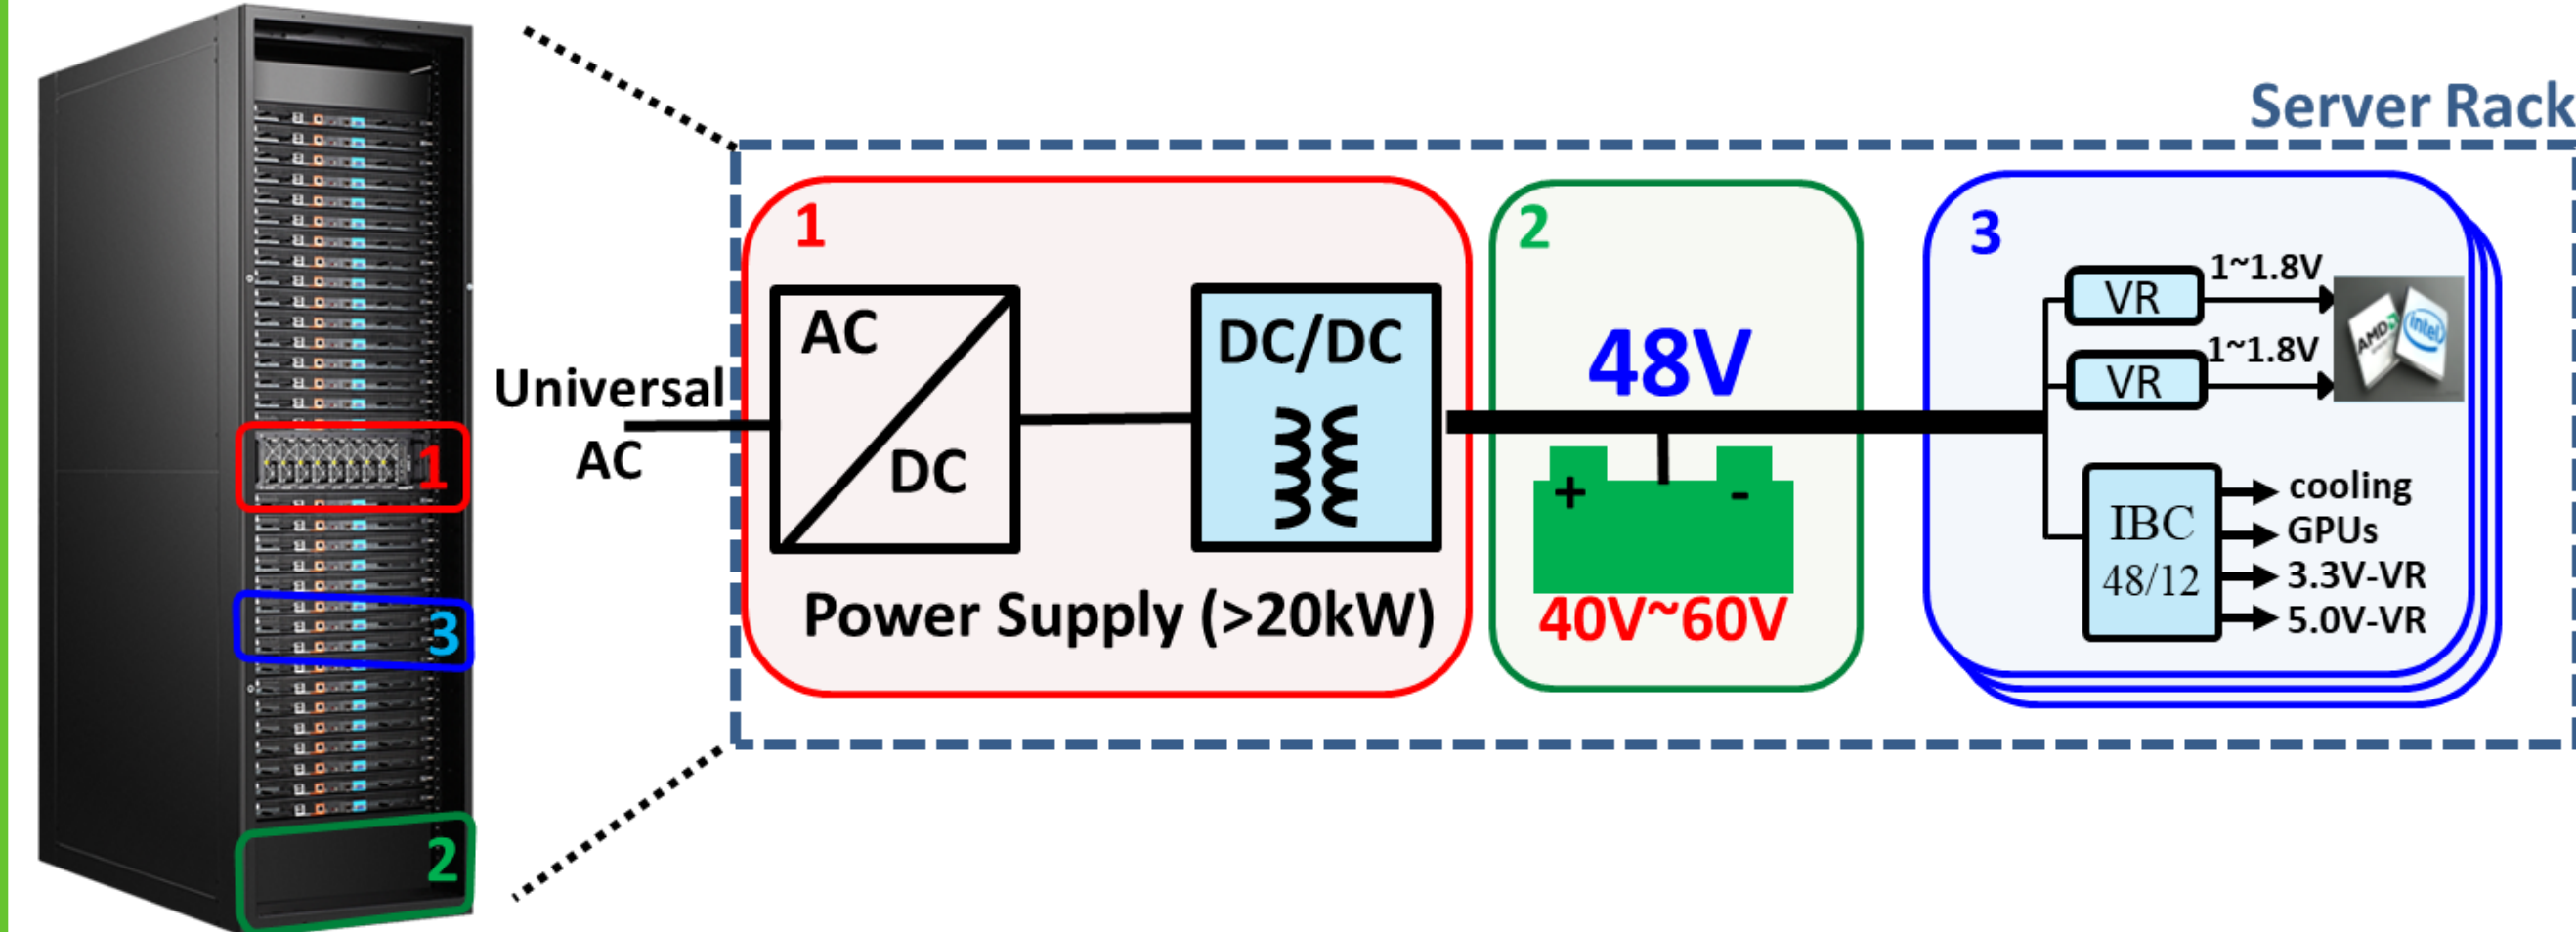 Server Rack
1
3
2
Universal
AC
1
AC
DC
DC/DC
Power Supply (>20kW)
2
48V
+ -
40V~60V
3
VR
1~1.8V
VR
1~1.8V
AMD
intel
IBC
48/12
cooling
GPUs
3.3V-VR
5.0V-VR